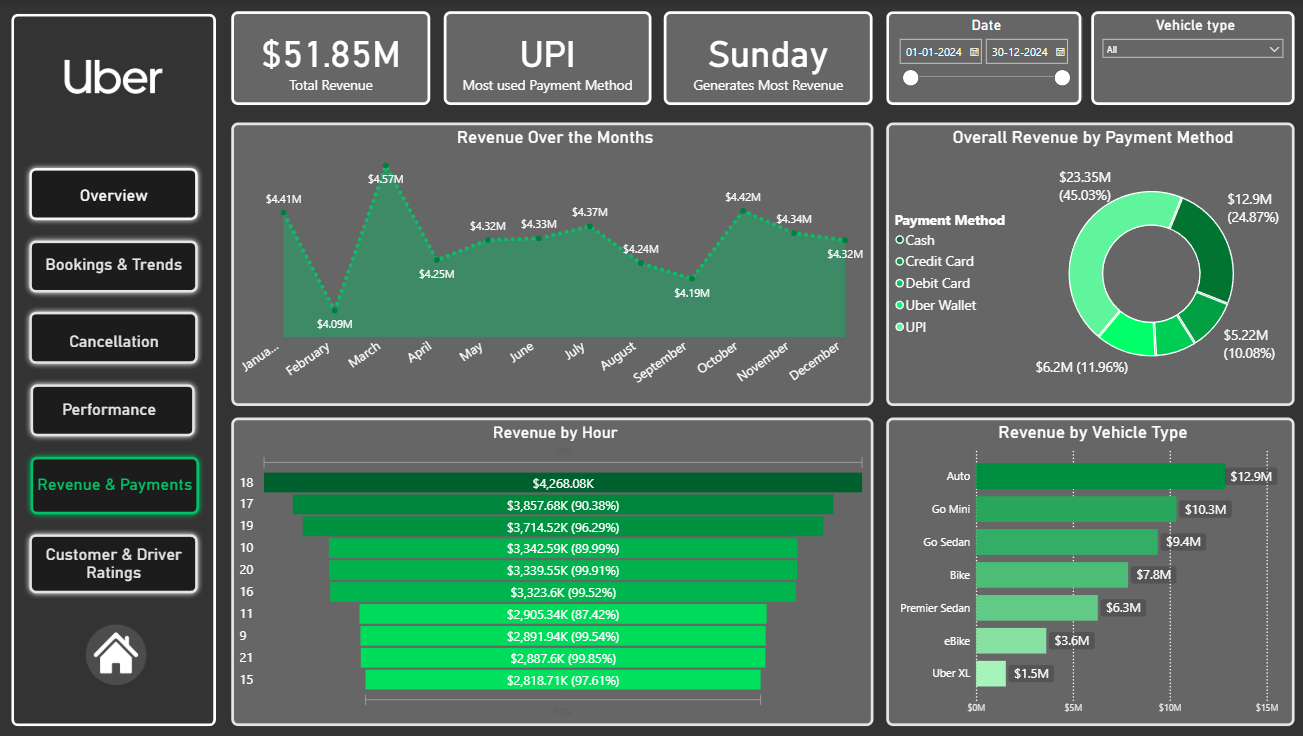 Uber
Overview
Bookings & Trends
Cancellation
Performance
Revenue & Payments
Customer & Driver
Ratings
$51.85M
Total Revenue
UPI
Most used Payment Method
Sunday
Generates Most Revenue
Date
01-01-2024
30-12-2024
Vehicle type
All
Revenue Over the Months
$4.41M
$4.09M
$4.57M
$4.25M
$4.32M
$4.33M
$4.37M
$4.24M
$4.19M
$4.42M
$4.34M
$4.32M
Janua...
February
March
April
May
June
July
August
September
October
November
December
Overall Revenue by Payment Method
Payment Method
Cash
Credit Card
Debit Card
Uber Wallet
UPI
$23.35M
(45.03%)
$12.9M
(24.87%)
$5.22M
(10.08%)
$6.2M (11.96%)
Revenue by Hour
18 $4,268.08K
17 $3,857.68K (90.38%)
19 $3,714.52K (96.29%)
10 $3,342.59K (89.99%)
20 $3,339.55K (99.91%)
16 $3,323.6K (99.52%)
11 $2,905.34K (87.42%)
9 $2,891.94K (99.54%)
21 $2,887.6K (99.85%)
15 $2,818.71K (97.61%)
Revenue by Vehicle Type
Auto $12.9M
Go Mini $10.3M
Go Sedan $9.4M
Bike $7.8M
Premier Sedan $6.3M
eBike $3.6M
Uber XL $1.5M
$0M $5M $10M $15M